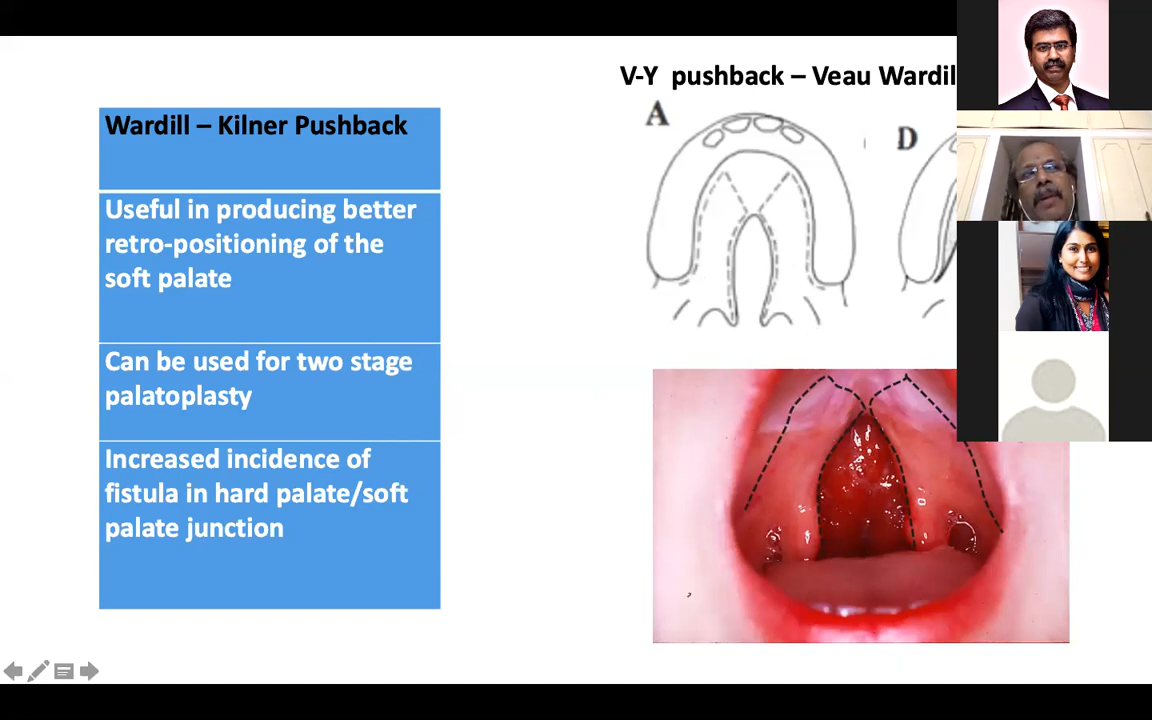 V-Y pushback – Veau Wardil
Wardill – Kilner Pushback
Useful in producing better
retro-positioning of the
soft palate
Can be used for two stage
palatoplasty
Increased incidence of
fistula in hard palate/soft
palate junction
A
D